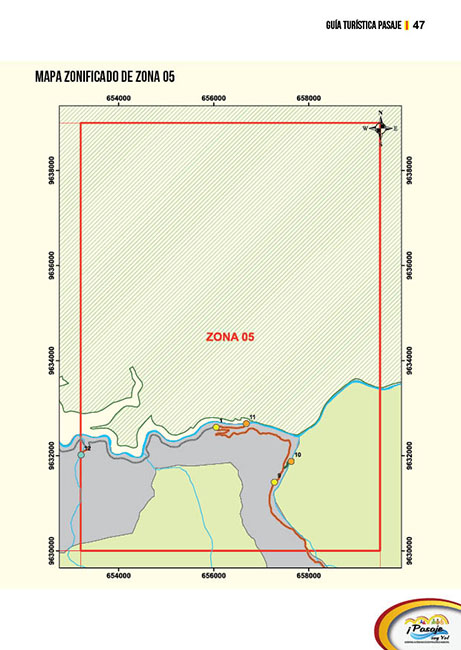 GUÍA TURÍSTICA PASAJE | 47
MAPA ZONIFICADO DE ZONA 05
654000 656000 658000
N
W E
S
9638000 9638000
9636000 9636000
ZONA 05
9634000 9634000
1 11
12
9632000 9632000
10
9630000 9630000
654000 656000 658000
¡Pasaje
soy Yo!